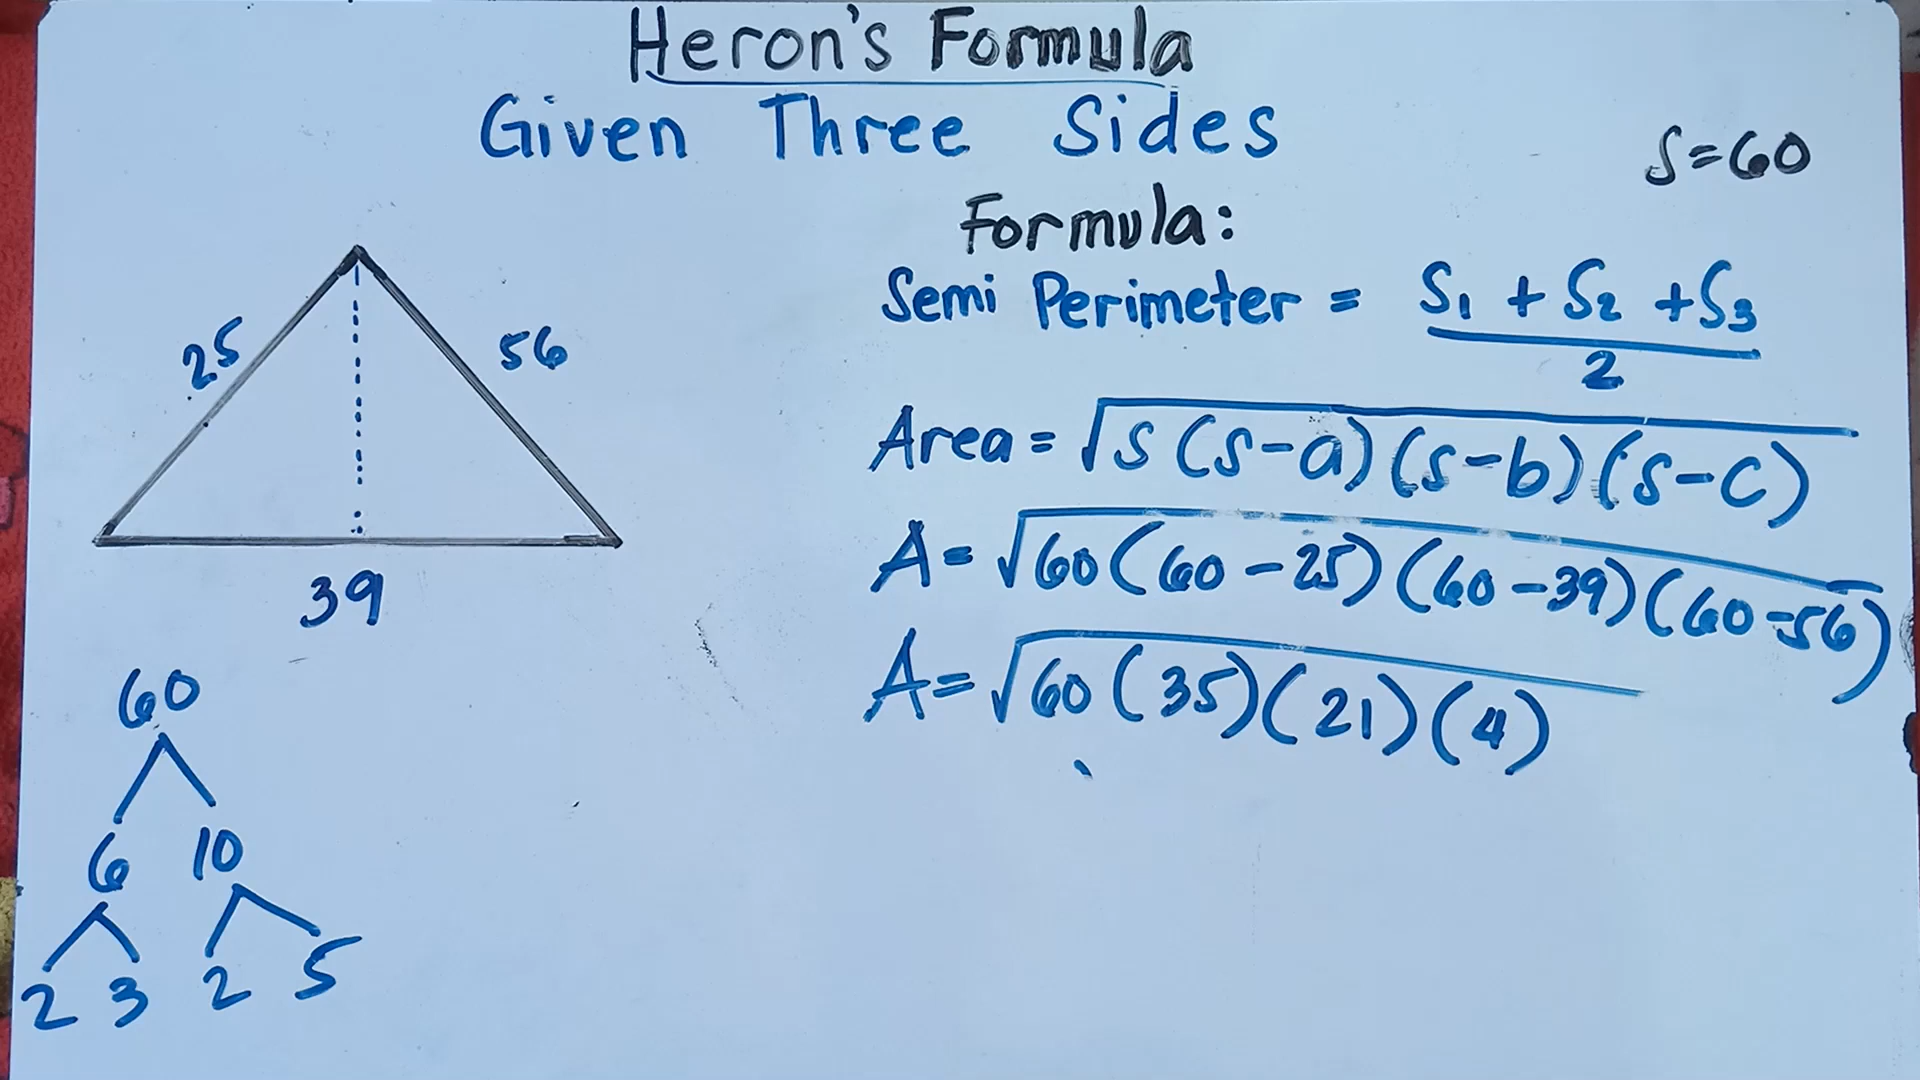 Heron's Formula
Given Three Sides
S=60
Formula:
Semi Perimeter = S1 + S2 + S3
2
Area = √s(s-a)(s-b)(s-c)
A= √60(60-25)(60-39)(60-56)
A= √60(35)(21)(4)
25
56
39
60
6 10
2 3 2 5